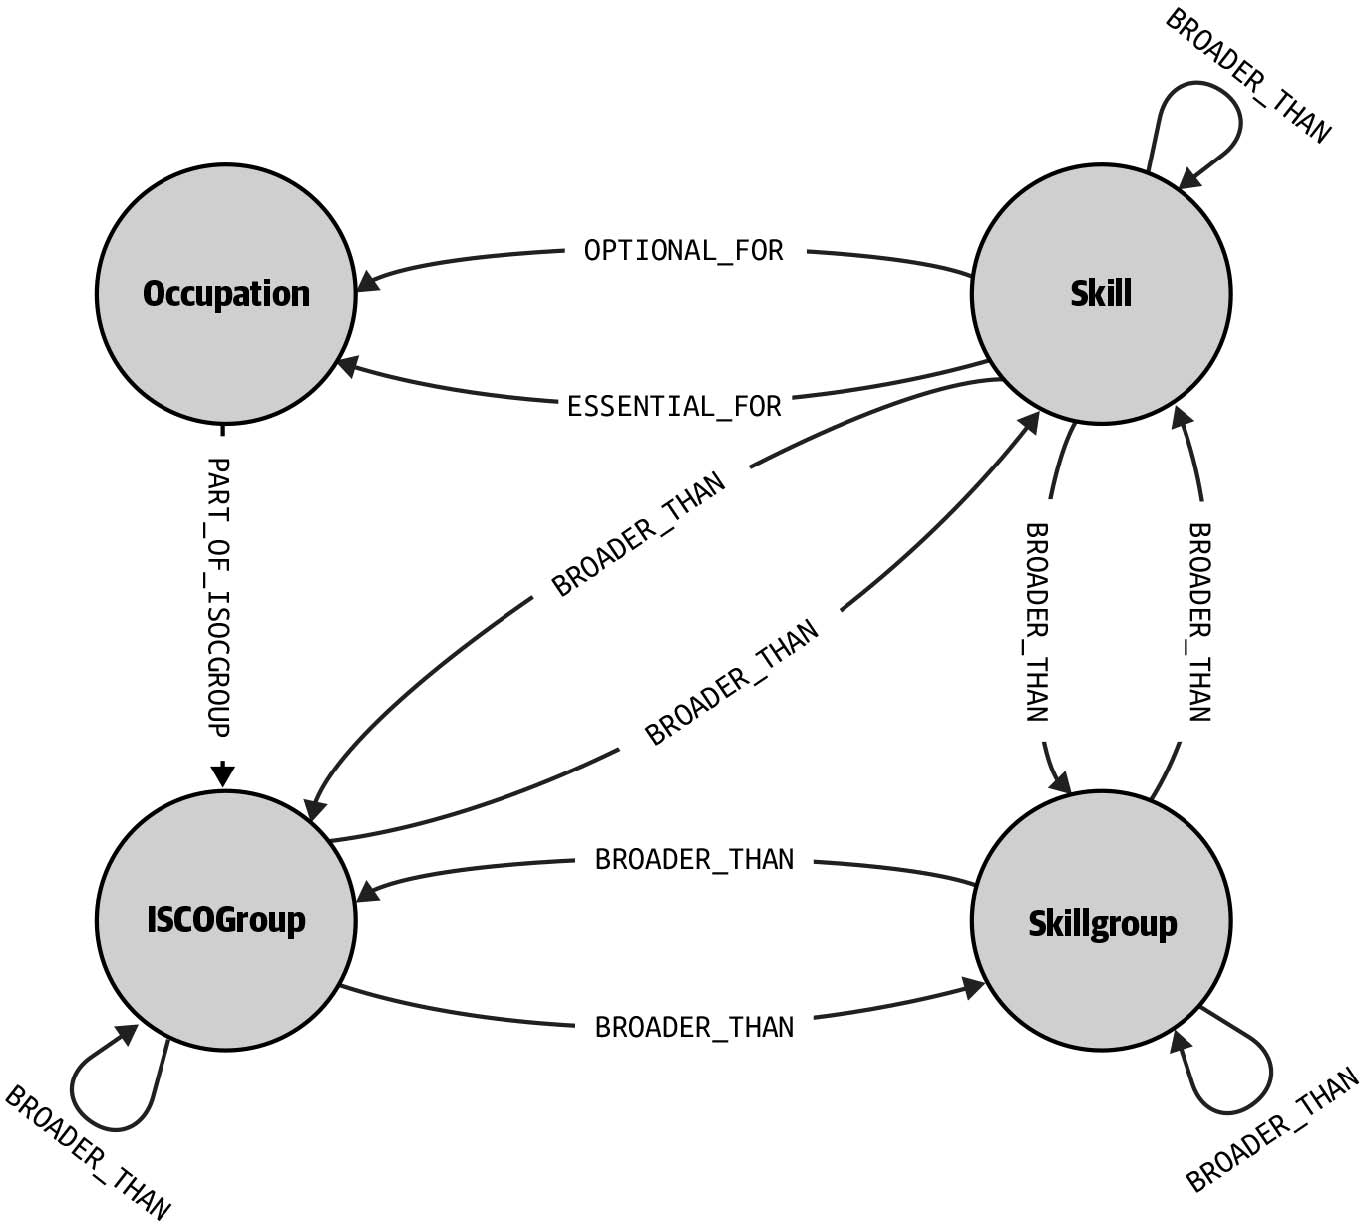 BROADER_THAN
OPTIONAL_FOR
Occupation
Skill
ESSENTIAL_FOR
PART_OF_ISOCGROUP
BROADER_THAN
BROADER_THAN
BROADER_THAN
BROADER_THAN
BROADER_THAN
ISCOGroup
Skillgroup
BROADER_THAN
BROADER_THAN
BROADER_THAN